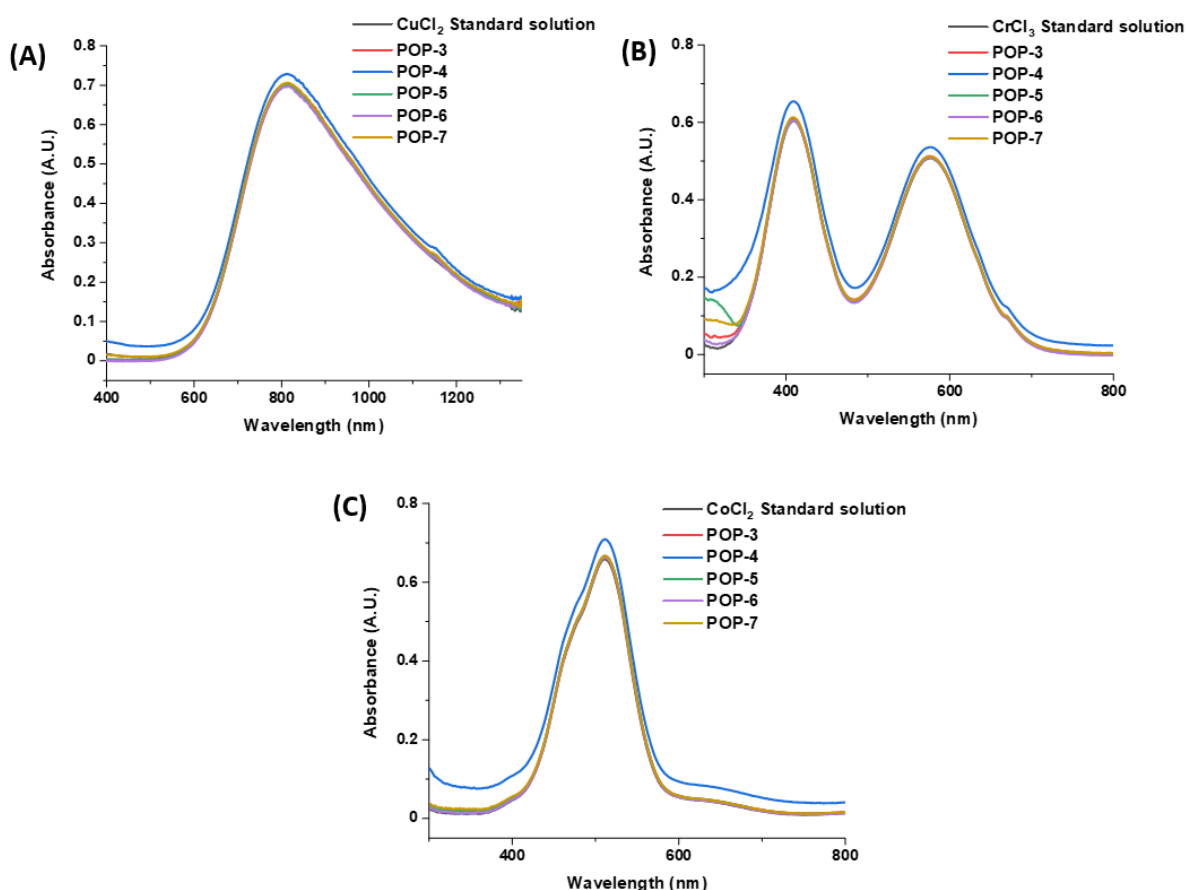 (A)
CuCl₂ Standard solution
POP-3
POP-4
POP-5
POP-6
POP-7
0.8
0.7
0.6
0.5
0.4
0.3
0.2
0.1
0
Absorbance (A.U.)
400 600 800 1000 1200
Wavelength (nm)
(B)
CrCl₃ Standard solution
POP-3
POP-4
POP-5
POP-6
POP-7
0.8
0.6
0.4
0.2
0
Absorbance (A.U.)
400 600 800
Wavelength (nm)
(C)
CoCl₂ Standard solution
POP-3
POP-4
POP-5
POP-6
POP-7
0.8
0.6
0.4
0.2
0
Absorbance (A.U.)
400 600 800
Wavelength (nm)